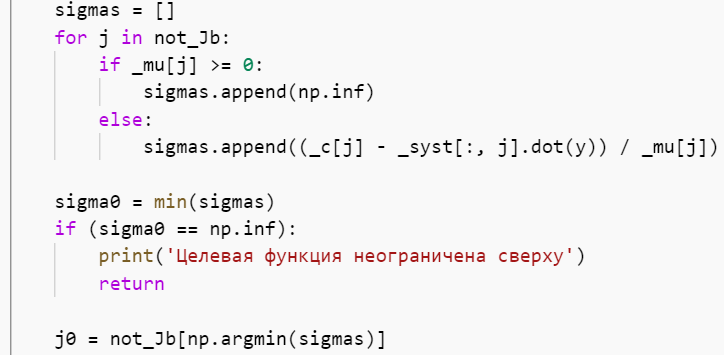 sigmas = []
for j in not_Jb:
if _mu[j] >= 0:
sigmas.append(np.inf)
else:
sigmas.append((_c[j] - _syst[:, j].dot(y)) / _mu[j])
sigma0 = min(sigmas)
if (sigma0 == np.inf):
print('Целевая функция неограничена сверху')
return
j0 = not_Jb[np.argmin(sigmas)]